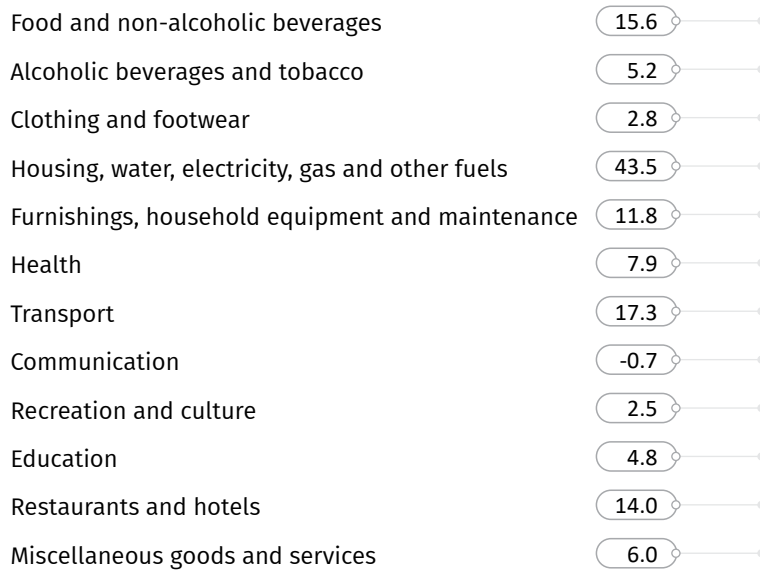 Food and non-alcoholic beverages 15.6
Alcoholic beverages and tobacco 5.2
Clothing and footwear 2.8
Housing, water, electricity, gas and other fuels 43.5
Furnishings, household equipment and maintenance 11.8
Health 7.9
Transport 17.3
Communication -0.7
Recreation and culture 2.5
Education 4.8
Restaurants and hotels 14.0
Miscellaneous goods and services 6.0